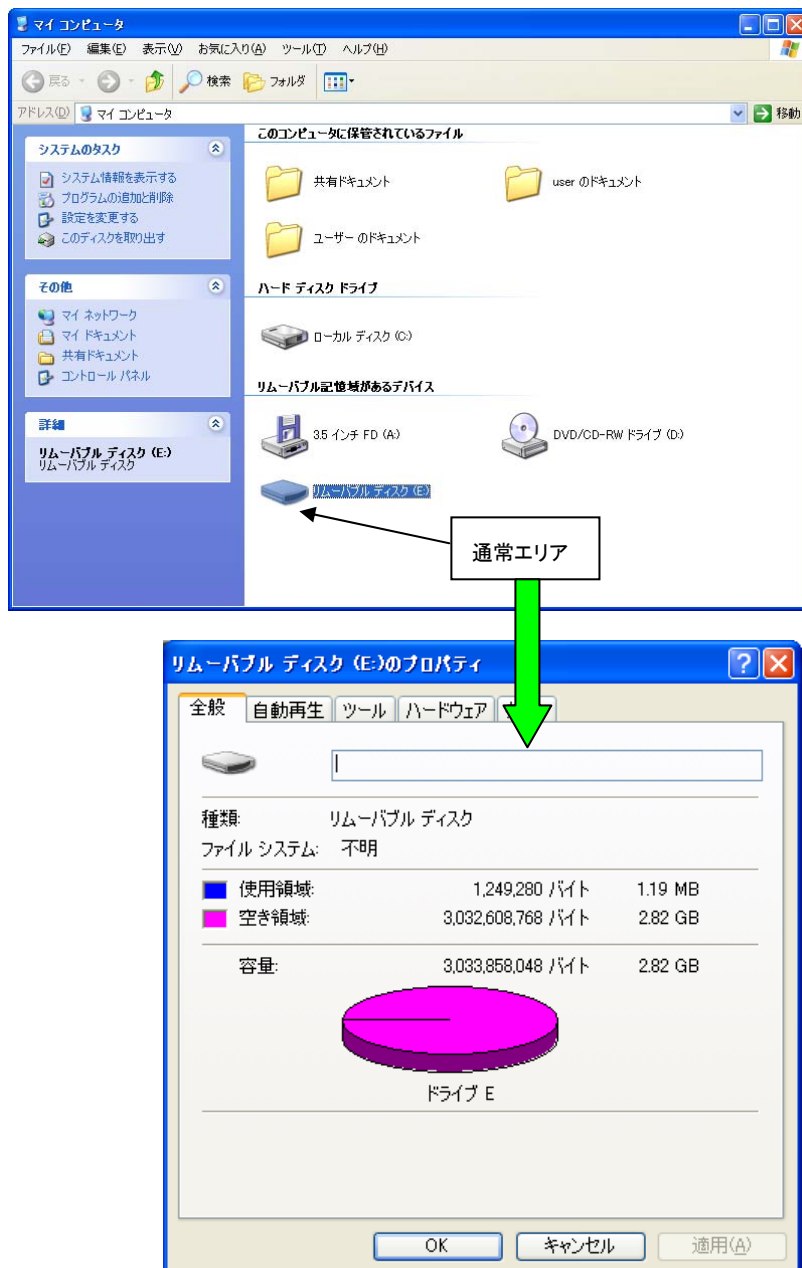 マイ コンピュータ
ファイル(F) 編集(E) 表示(V) お気に入り(A) ツール(T) ヘルプ(H)
戻る 検索 フォルダ
アドレス(D) マイ コンピュータ 移動
システムのタスク
システム情報を表示する
プログラムの追加と削除
設定を変更する
このディスクを取り出す
その他
マイ ネットワーク
マイ ドキュメント
共有ドキュメント
コントロール パネル
詳細
リムーバブル ディスク (E:)
リムーバブル ディスク
このコンピュータに保管されているファイル
共有ドキュメント user のドキュメント
ユーザー のドキュメント
ハード ディスク ドライブ
ローカル ディスク (C:)
リムーバブル記憶域があるデバイス
3.5 インチ FD (A:) DVD/CD-RW ドライブ (D:)
リムーバブル ディスク (E:)
通常エリア
リムーバブル ディスク (E:)のプロパティ
全般 自動再生 ツール ハードウェア
種類: リムーバブル ディスク
ファイル システム: 不明
使用領域: 1,249,280 バイト 1.19 MB
空き領域: 3,032,608,768 バイト 2.82 GB
容量: 3,033,858,048 バイト 2.82 GB
ドライブ E
OK キャンセル 適用(A)